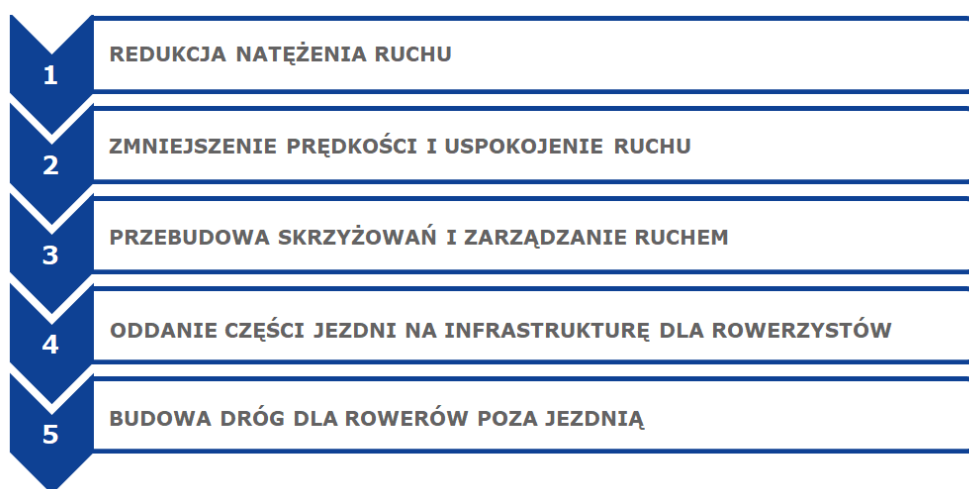 1
REDUKCJA NATĘŻENIA RUCHU
2
ZMNIEJSZENIE PRĘDKOŚCI I USPOKOJENIE RUCHU
3
PRZEBUDOWA SKRZYŻOWAŃ I ZARZĄDZANIE RUCHEM
4
ODDANIE CZĘŚCI JEZDNI NA INFRASTRUKTURĘ DLA ROWERZYSTÓW
5
BUDOWA DRÓG DLA ROWERÓW POZA JEZDNIĄ